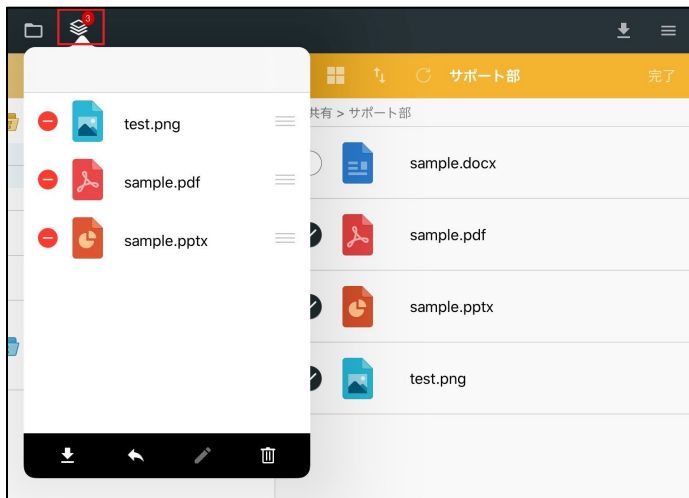 3
サポート部
完了
共有 > サポート部
test.png
sample.pdf
sample.pptx
sample.docx
sample.pdf
sample.pptx
test.png